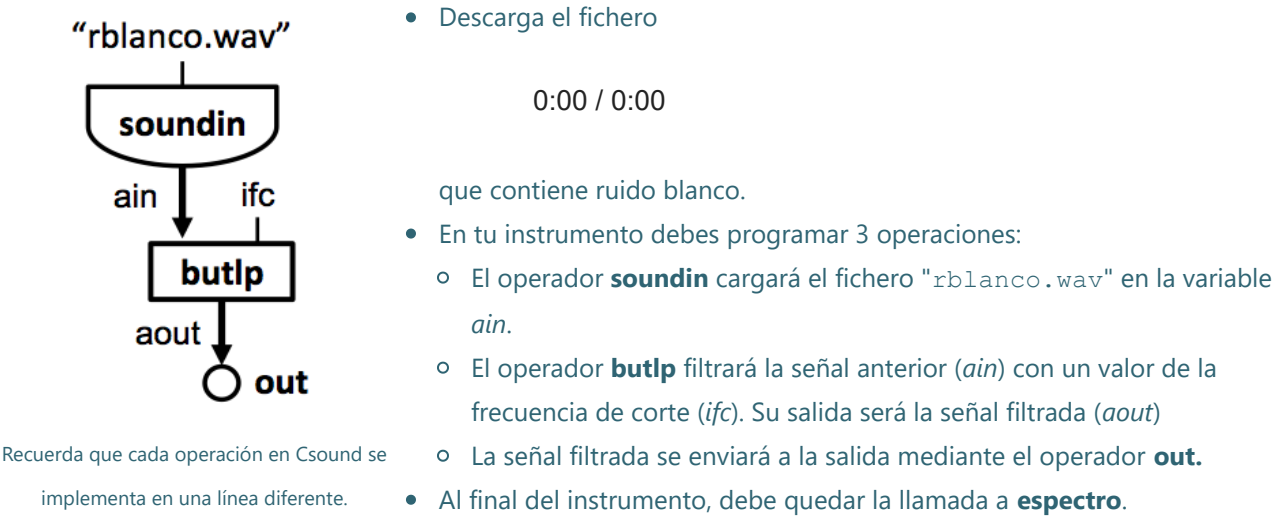 “rblanco.wav”
soundin
ain
ifc
butlp
aout
out
Recuerda que cada operación en Csound se
implementa en una línea diferente.
• Descarga el fichero
0:00 / 0:00
que contiene ruido blanco.
• En tu instrumento debes programar 3 operaciones:
o El operador soundin cargará el fichero "rblanco.wav" en la variable
ain.
o El operador butlp filtrará la señal anterior (ain) con un valor de la
frecuencia de corte (ifc). Su salida será la señal filtrada (aout)
o La señal filtrada se enviará a la salida mediante el operador out.
• Al final del instrumento, debe quedar la llamada a espectro.